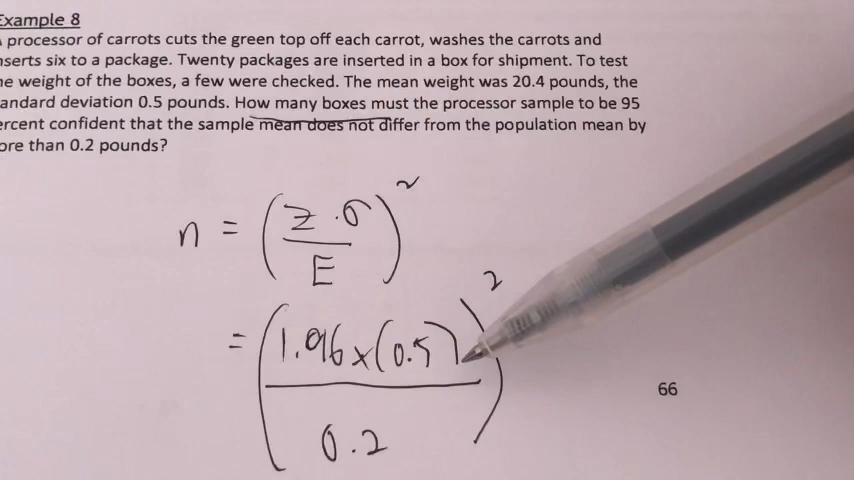 Example 8
processor of carrots cuts the green top off each carrot, washes the carrots and
nserts six to a package. Twenty packages are inserted in a box for shipment. To test
he weight of the boxes, a few were checked. The mean weight was 20.4 pounds, the
andard deviation 0.5 pounds. How many boxes must the processor sample to be 95
ercent confident that the sample mean does not differ from the population mean by
ore than 0.2 pounds?
n = (Z . σ / E)²
= (1.96 × (0.5) / 0.2)²
66